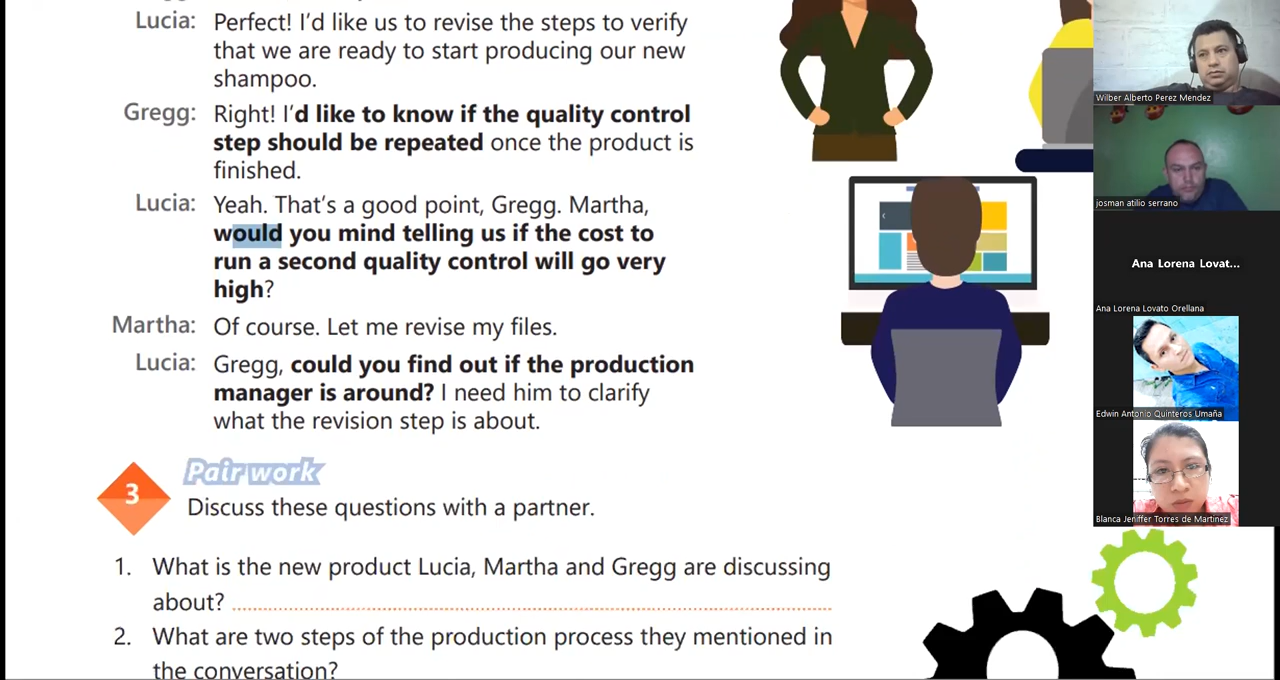 Lucia: Perfect! I'd like us to revise the steps to verify
that we are ready to start producing our new
shampoo.
Gregg: Right! I'd like to know if the quality control
step should be repeated once the product is
finished.
Lucia: Yeah. That's a good point, Gregg. Martha,
would you mind telling us if the cost to
run a second quality control will go very
high?
Martha: Of course. Let me revise my files.
Lucia: Gregg, could you find out if the production
manager is around? I need him to clarify
what the revision step is about.
3
Pair work
Discuss these questions with a partner.
1. What is the new product Lucia, Martha and Gregg are discussing
about?
2. What are two steps of the production process they mentioned in
the conversation?
Wilber Alberto Perez Mendez
josman atilio serrano
Ana Lorena Lovat...
Ana Lorena Lovato Orellana
Edwin Antonio Quinteros Umaña
Blanca Jeniffer Torres de Martinez